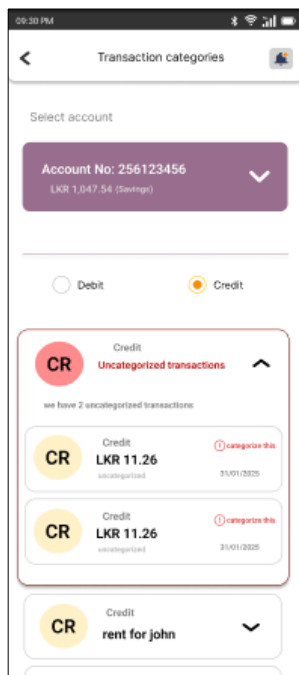 09:30 PM
Transaction categories
Select account
Account No: 256123456
LKR 1,047.54 (Savings)
Debit
Credit
Credit
CR
Uncategorized transactions
we have 2 uncategorized transactions
Credit
! categorize this
CR
LKR 11.26
uncategorized
31/01/2025
Credit
! categorize this
CR
LKR 11.26
uncategorized
31/01/2025
Credit
CR
rent for john